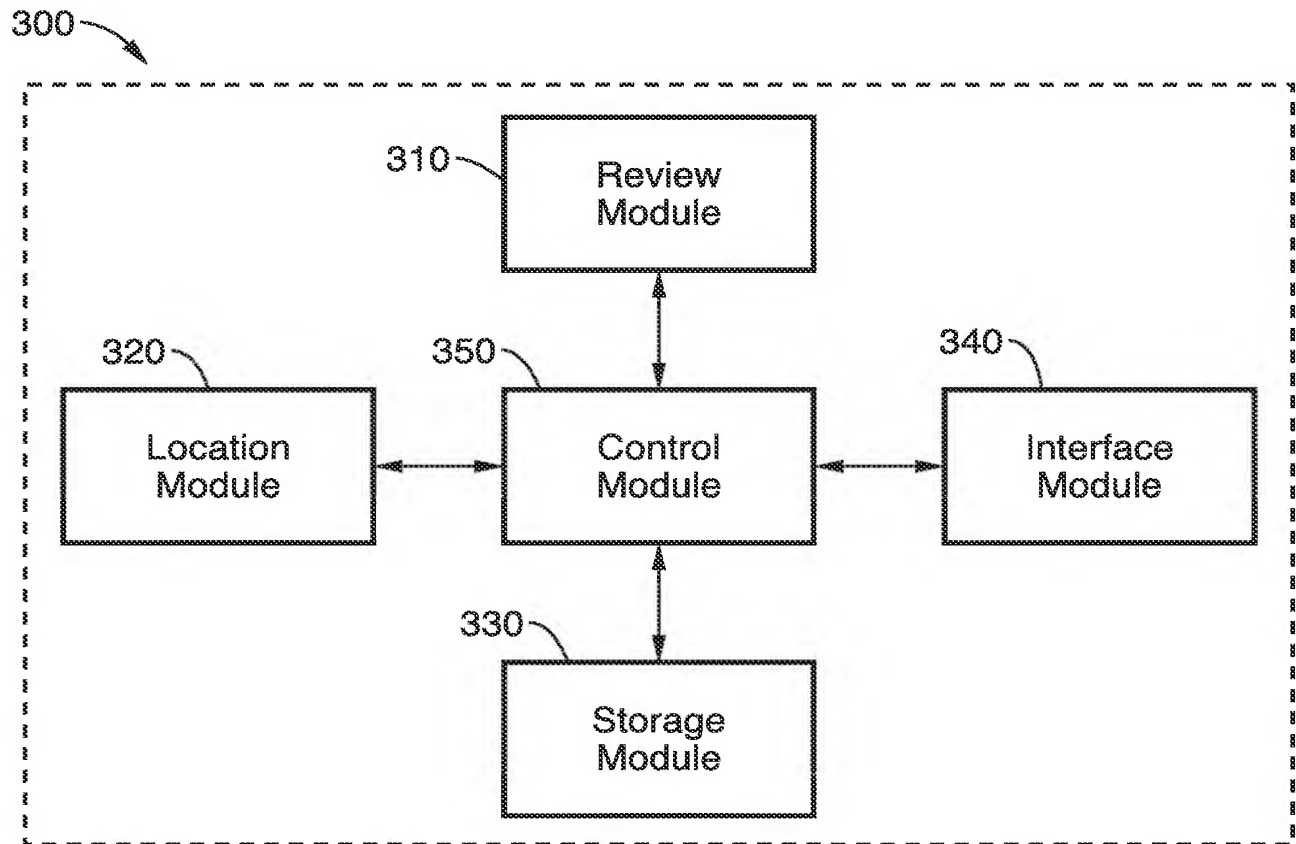 300
310
Review
Module
320
350
340
Location
Module
Control
Module
Interface
Module
330
Storage
Module